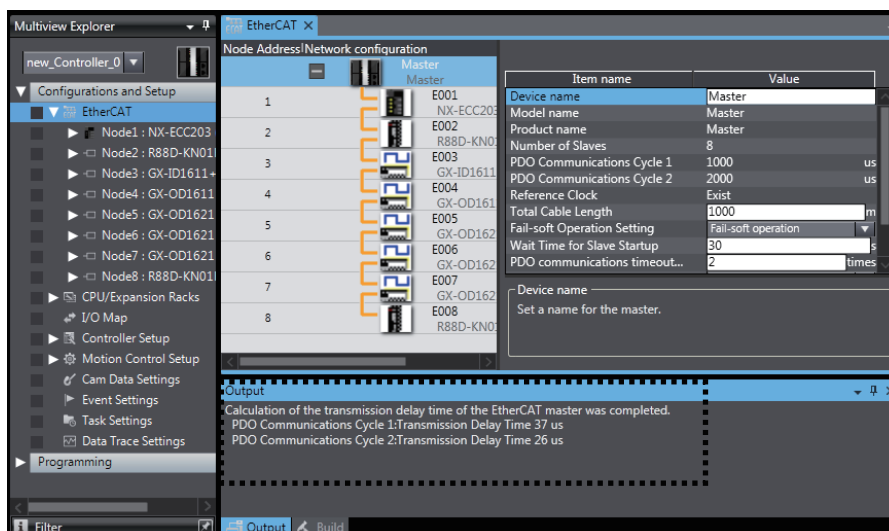 Multiview Explorer
new_Controller_0
Configurations and Setup
EtherCAT
Node1 : NX-ECC203
Node2 : R88D-KN01
Node3 : GX-ID1611+
Node4 : GX-OD1611
Node5 : GX-OD1621
Node6 : GX-OD1621
Node7 : GX-OD1621
Node8 : R88D-KN01
CPU/Expansion Racks
I/O Map
Controller Setup
Motion Control Setup
Cam Data Settings
Event Settings
Task Settings
Data Trace Settings
Programming
Filter
EtherCAT
Node Address Network configuration
Master
Master
1 E001
NX-ECC203
2 E002
R88D-KN0
3 E003
GX-ID1611
4 E004
GX-OD161
5 E005
GX-OD162
6 E006
GX-OD162
7 E007
GX-OD162
8 E008
R88D-KN0
Item name Value
Device name Master
Model name Master
Product name Master
Number of Slaves 8
PDO Communications Cycle 1 1000 us
PDO Communications Cycle 2 2000 us
Reference Clock Exist
Total Cable Length 1000 m
Fail-soft Operation Setting Fail-soft operation
Wait Time for Slave Startup 30 s
PDO communications timeout... 2 times
Device name
Set a name for the master.
Output
Calculation of the transmission delay time of the EtherCAT master was completed.
PDO Communications Cycle 1:Transmission Delay Time 37 us
PDO Communications Cycle 2:Transmission Delay Time 26 us
Output Build